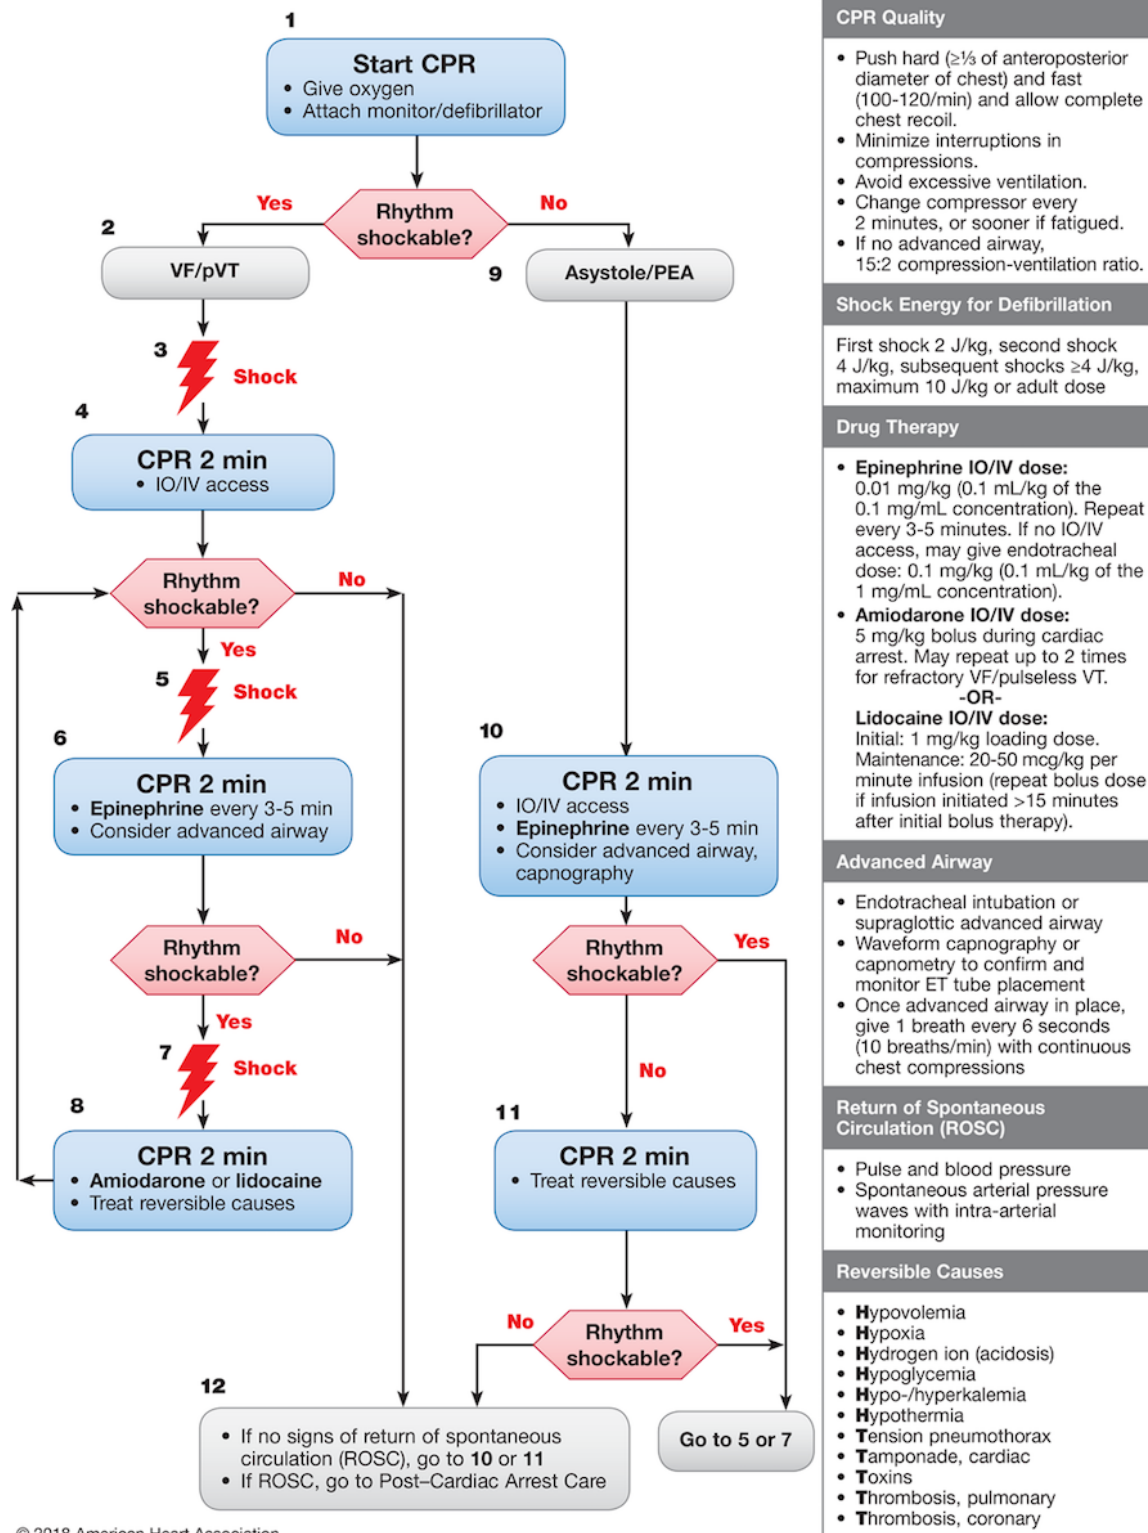 1
Start CPR
• Give oxygen
• Attach monitor/defibrillator
Yes
Rhythm
shockable?
No
2
VF/pVT
9
Asystole/PEA
3
Shock
4
CPR 2 min
• IO/IV access
Rhythm
shockable?
No
Yes
5
Shock
6
CPR 2 min
• Epinephrine every 3-5 min
• Consider advanced airway
10
CPR 2 min
• IO/IV access
• Epinephrine every 3-5 min
• Consider advanced airway,
capnography
Rhythm
shockable?
No
Yes
7
Shock
Rhythm
shockable?
Yes
No
8
CPR 2 min
• Amiodarone or lidocaine
• Treat reversible causes
11
CPR 2 min
• Treat reversible causes
No
Rhythm
shockable?
Yes
12
• If no signs of return of spontaneous
circulation (ROSC), go to 10 or 11
• If ROSC, go to Post–Cardiac Arrest Care
Go to 5 or 7
© 2018 American Heart Association
CPR Quality
• Push hard (≥⅓ of anteroposterior
diameter of chest) and fast
(100-120/min) and allow complete
chest recoil.
• Minimize interruptions in
compressions.
• Avoid excessive ventilation.
• Change compressor every
2 minutes, or sooner if fatigued.
• If no advanced airway,
15:2 compression-ventilation ratio.
Shock Energy for Defibrillation
First shock 2 J/kg, second shock
4 J/kg, subsequent shocks ≥4 J/kg,
maximum 10 J/kg or adult dose
Drug Therapy
• Epinephrine IO/IV dose:
0.01 mg/kg (0.1 mL/kg of the
0.1 mg/mL concentration). Repeat
every 3-5 minutes. If no IO/IV
access, may give endotracheal
dose: 0.1 mg/kg (0.1 mL/kg of the
1 mg/mL concentration).
• Amiodarone IO/IV dose:
5 mg/kg bolus during cardiac
arrest. May repeat up to 2 times
for refractory VF/pulseless VT.
-OR-
Lidocaine IO/IV dose:
Initial: 1 mg/kg loading dose.
Maintenance: 20-50 mcg/kg per
minute infusion (repeat bolus dose
if infusion initiated >15 minutes
after initial bolus therapy).
Advanced Airway
• Endotracheal intubation or
supraglottic advanced airway
• Waveform capnography or
capnometry to confirm and
monitor ET tube placement
• Once advanced airway in place,
give 1 breath every 6 seconds
(10 breaths/min) with continuous
chest compressions
Return of Spontaneous
Circulation (ROSC)
• Pulse and blood pressure
• Spontaneous arterial pressure
waves with intra-arterial
monitoring
Reversible Causes
• Hypovolemia
• Hypoxia
• Hydrogen ion (acidosis)
• Hypoglycemia
• Hypo-/hyperkalemia
• Hypothermia
• Tension pneumothorax
• Tamponade, cardiac
• Toxins
• Thrombosis, pulmonary
• Thrombosis, coronary